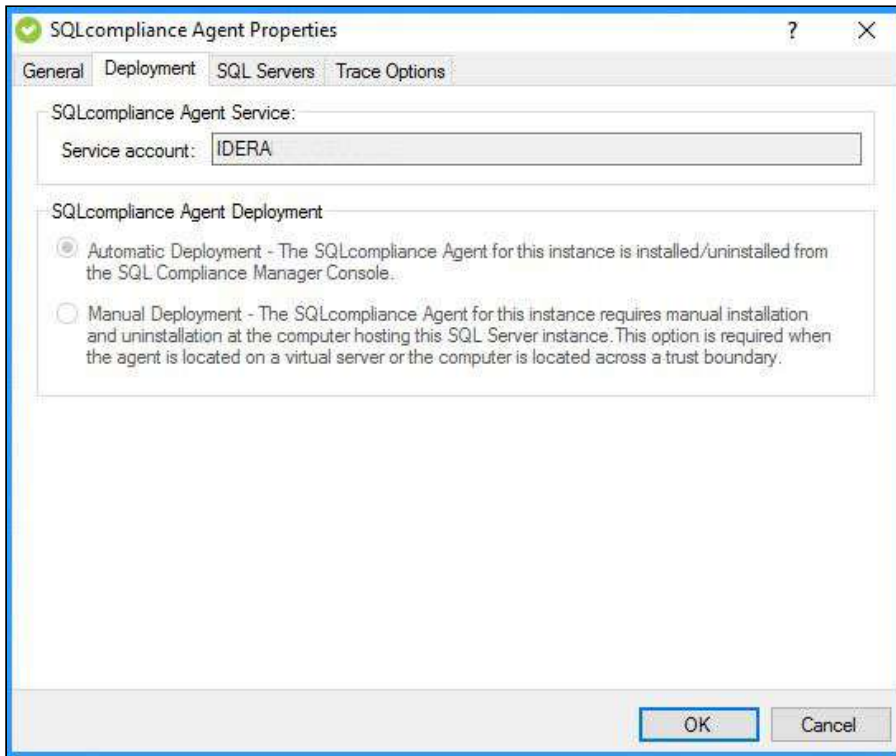 SQLcompliance Agent Properties
?
General Deployment SQL Servers Trace Options
SQLcompliance Agent Service:
Service account: IDERA
SQLcompliance Agent Deployment
Automatic Deployment - The SQLcompliance Agent for this instance is installed/uninstalled from
the SQL Compliance Manager Console.
Manual Deployment - The SQLcompliance Agent for this instance requires manual installation
and uninstallation at the computer hosting this SQL Server instance.This option is required when
the agent is located on a virtual server or the computer is located across a trust boundary.
OK Cancel